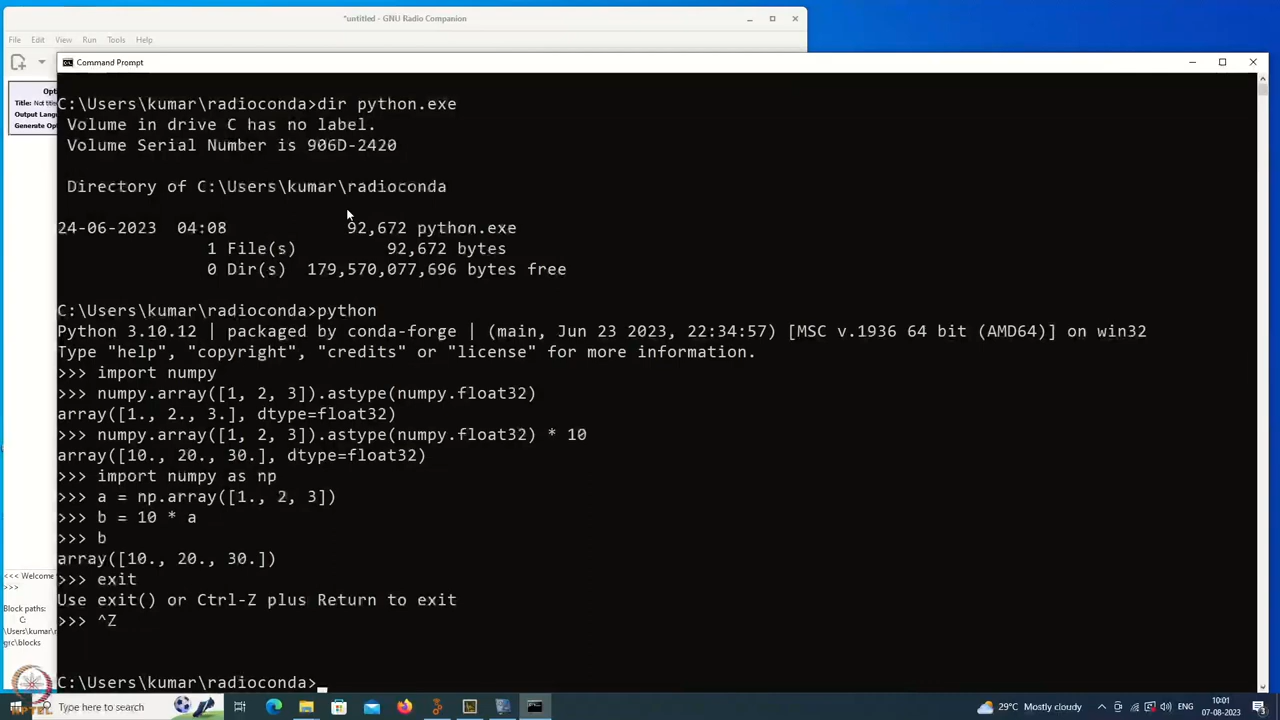 *untitled - GNU Radio Companion
File Edit View Run Tools Help
Command Prompt
Title: Not titl
Output Lang
Generate Opt
C:\Users\kumar\radioconda>dir python.exe
Volume in drive C has no label.
Volume Serial Number is 906D-2420
Directory of C:\Users\kumar\radioconda
24-06-2023 04:08 92,672 python.exe
1 File(s) 92,672 bytes
0 Dir(s) 179,570,077,696 bytes free
C:\Users\kumar\radioconda>python
Python 3.10.12 | packaged by conda-forge | (main, Jun 23 2023, 22:34:57) [MSC v.1936 64 bit (AMD64)] on win32
Type "help", "copyright", "credits" or "license" for more information.
>>> import numpy
>>> numpy.array([1, 2, 3]).astype(numpy.float32)
array([1., 2., 3.], dtype=float32)
>>> numpy.array([1, 2, 3]).astype(numpy.float32) * 10
array([10., 20., 30.], dtype=float32)
>>> import numpy as np
>>> a = np.array([1., 2, 3])
>>> b = 10 * a
>>> b
array([10., 20., 30.])
>>> exit
Use exit() or Ctrl-Z plus Return to exit
>>> ^Z
C:\Users\kumar\radioconda>
<<< Welcome
>>>
Block paths:
C:
\Users\kumar\r
grc\blocks
NPTEL
Type here to search
29°C Mostly cloudy
10:01
07-08-2023